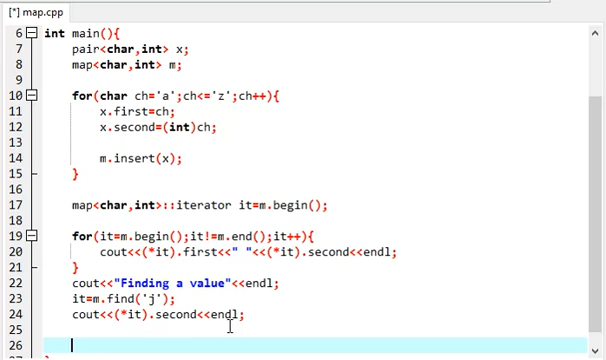 [*] map.cpp
6 int main(){
7 pair<char,int> x;
8 map<char,int> m;
9
10 for(char ch='a';ch<='z';ch++){
11 x.first=ch;
12 x.second=(int)ch;
13
14 m.insert(x);
15 }
16
17 map<char,int>::iterator it=m.begin();
18
19 for(it=m.begin();it!=m.end();it++){
20 cout<<(*it).first<<" "<<(*it).second<<endl;
21 }
22 cout<<"Finding a value"<<endl;
23 it=m.find('j');
24 cout<<(*it).second<<endl;
25
26